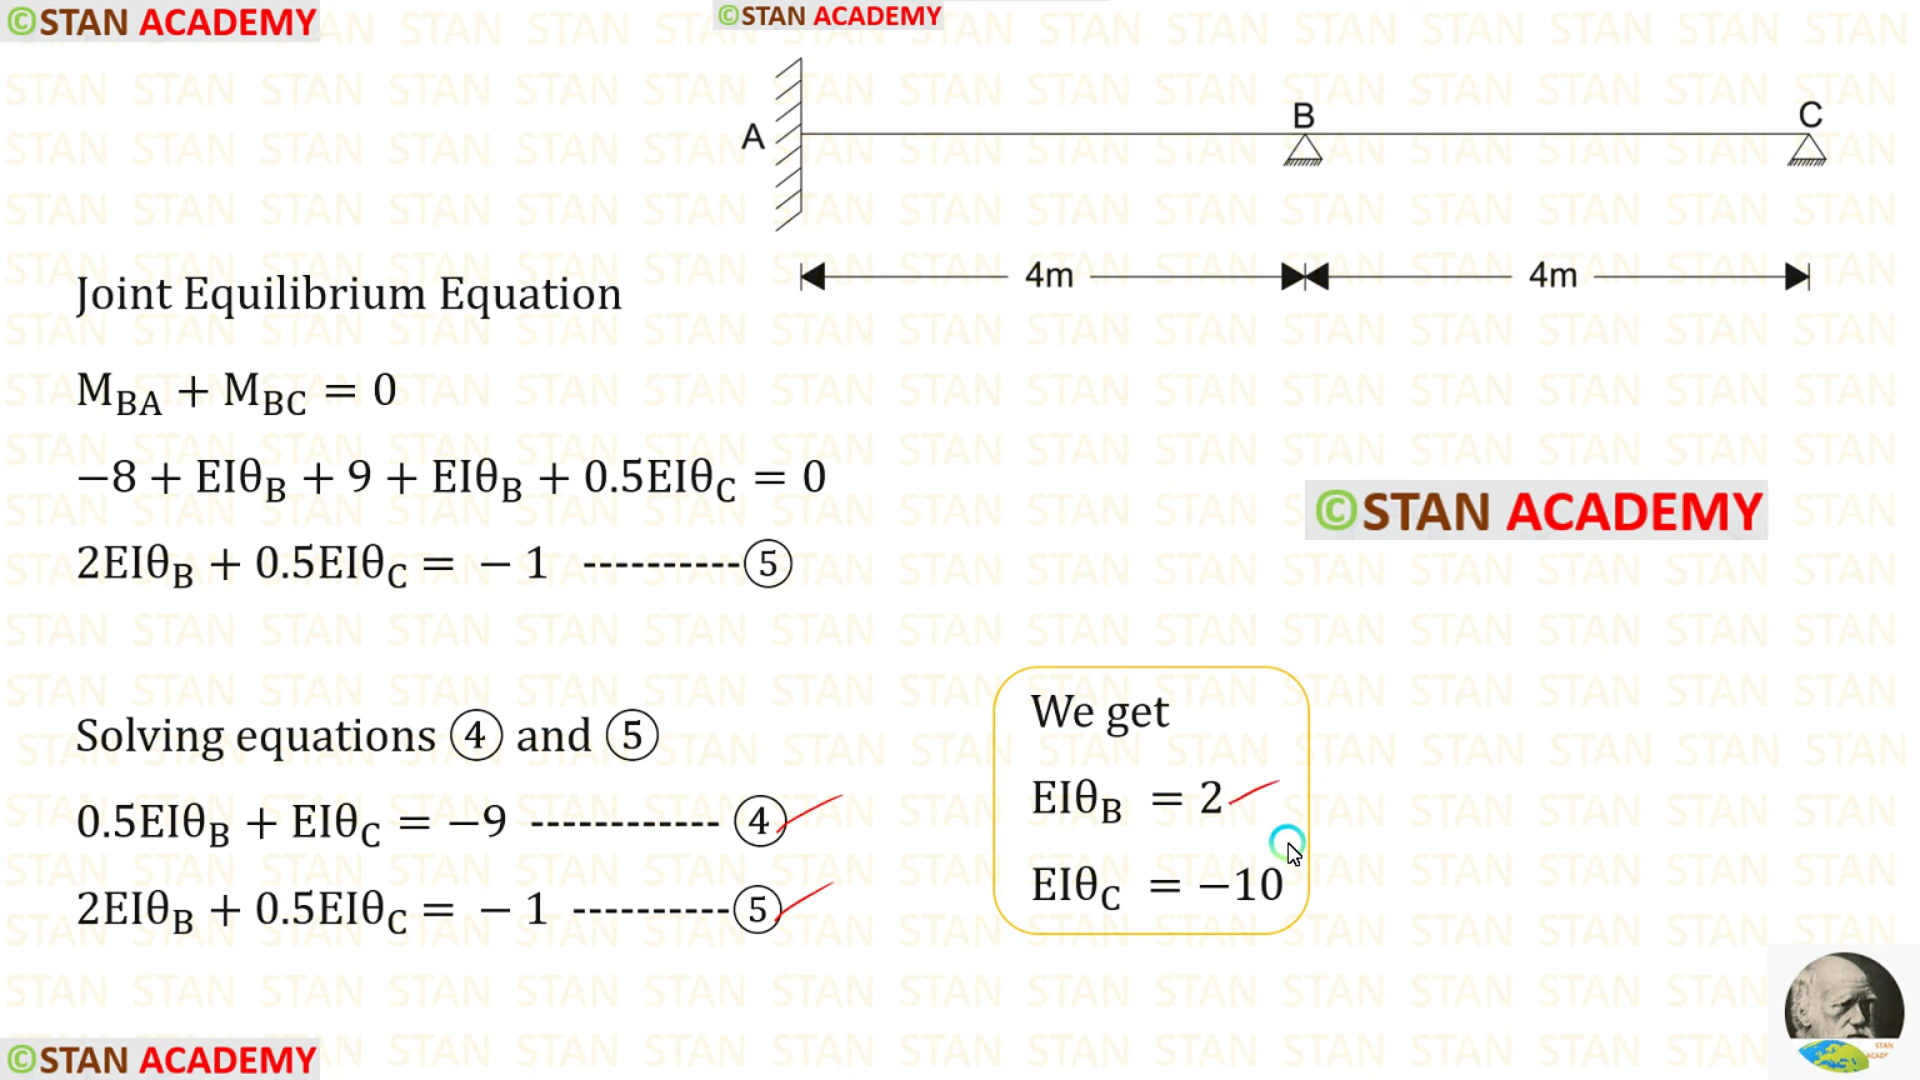 ©STAN ACADEMY
©STAN ACADEMY
A
B
C
4m
4m
Joint Equilibrium Equation
M_BA + M_BC = 0
−8 + EIθ_B + 9 + EIθ_B + 0.5EIθ_C = 0
©STAN ACADEMY
2EIθ_B + 0.5EIθ_C = − 1 ----------⑤
Solving equations ④ and ⑤
0.5EIθ_B + EIθ_C = −9 ------------ ④
2EIθ_B + 0.5EIθ_C = − 1 ----------⑤
We get
EIθ_B = 2
EIθ_C = −10
©STAN ACADEMY